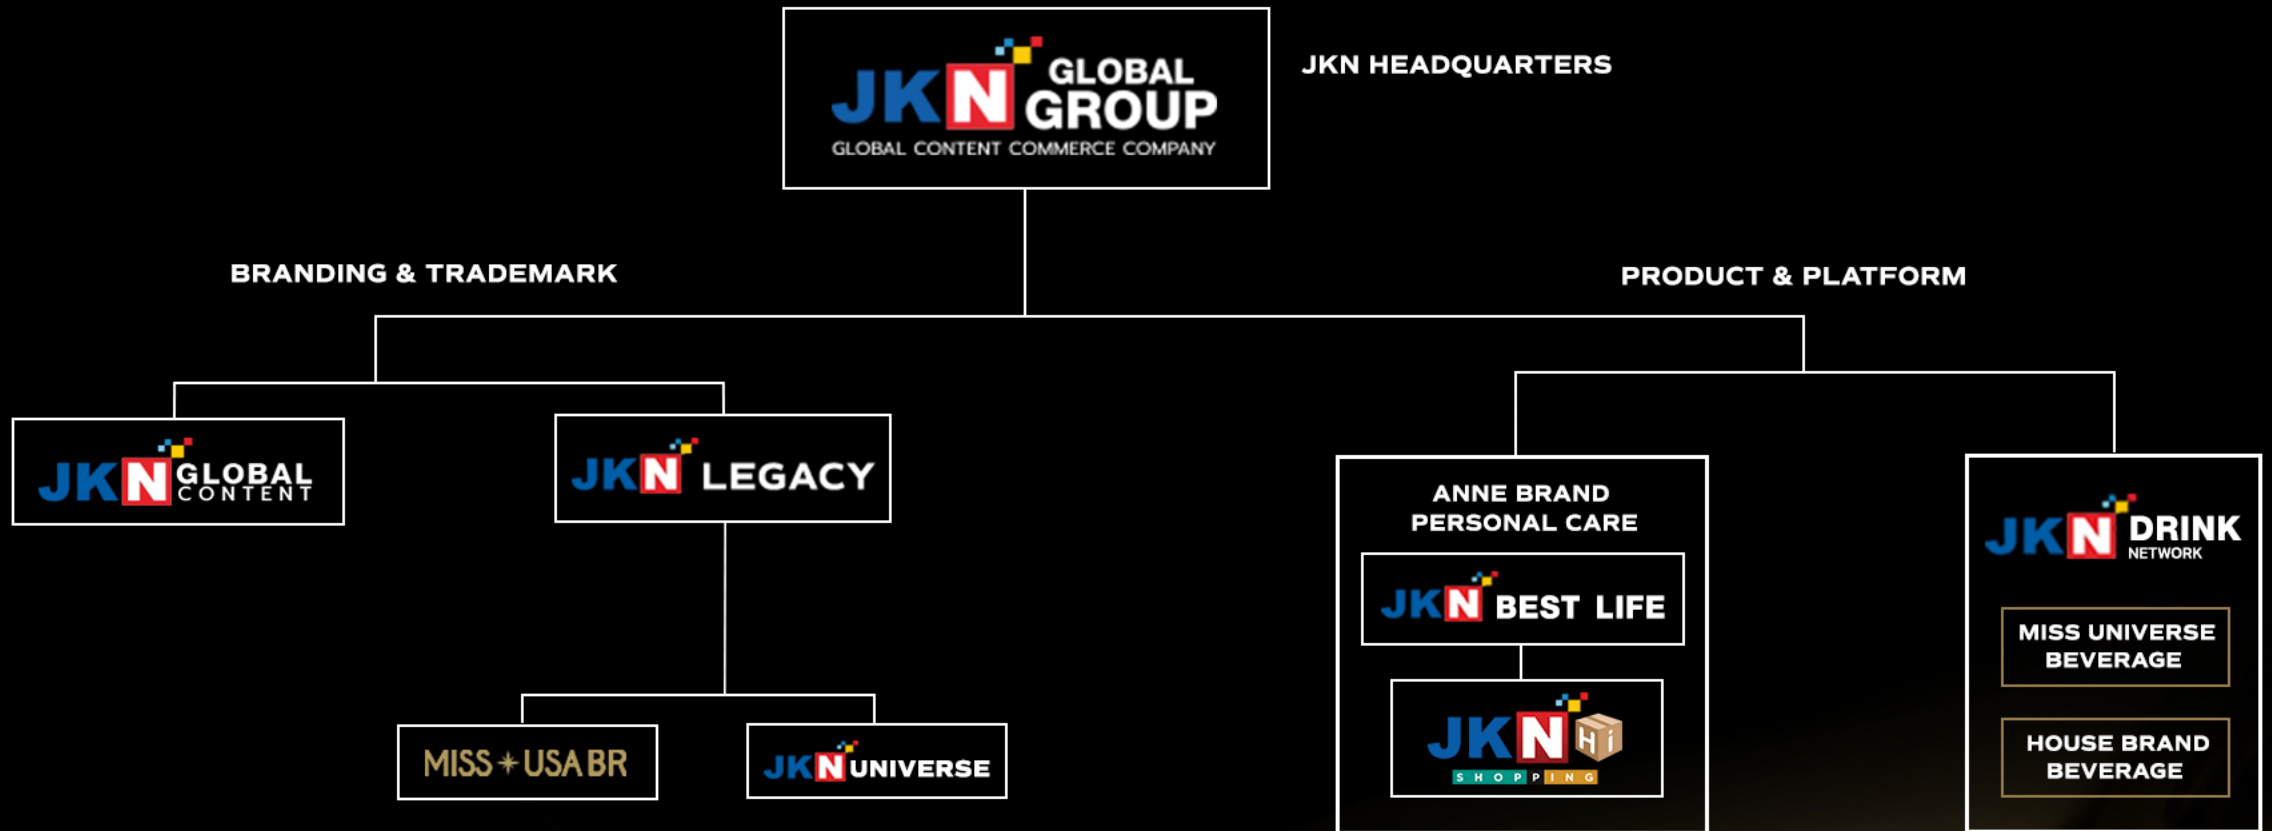 JKN GLOBAL
GROUP
GLOBAL CONTENT COMMERCE COMPANY
JKN HEADQUARTERS
BRANDING & TRADEMARK
PRODUCT & PLATFORM
JKN GLOBAL
CONTENT
JKN LEGACY
MISS USA BR
JKN UNIVERSE
ANNE BRAND
PERSONAL CARE
JKN BEST LIFE
JKN Hi
SHOPPING
JKN DRINK
NETWORK
MISS UNIVERSE
BEVERAGE
HOUSE BRAND
BEVERAGE